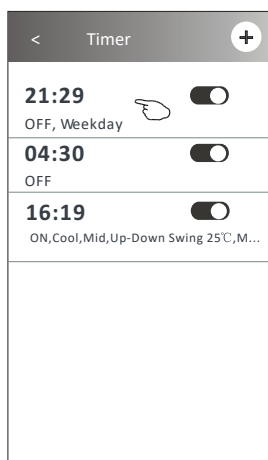 < Timer +
21:29
OFF, Weekday
04:30
OFF
16:19
ON,Cool,Mid,Up-Down Swing 25℃,M...